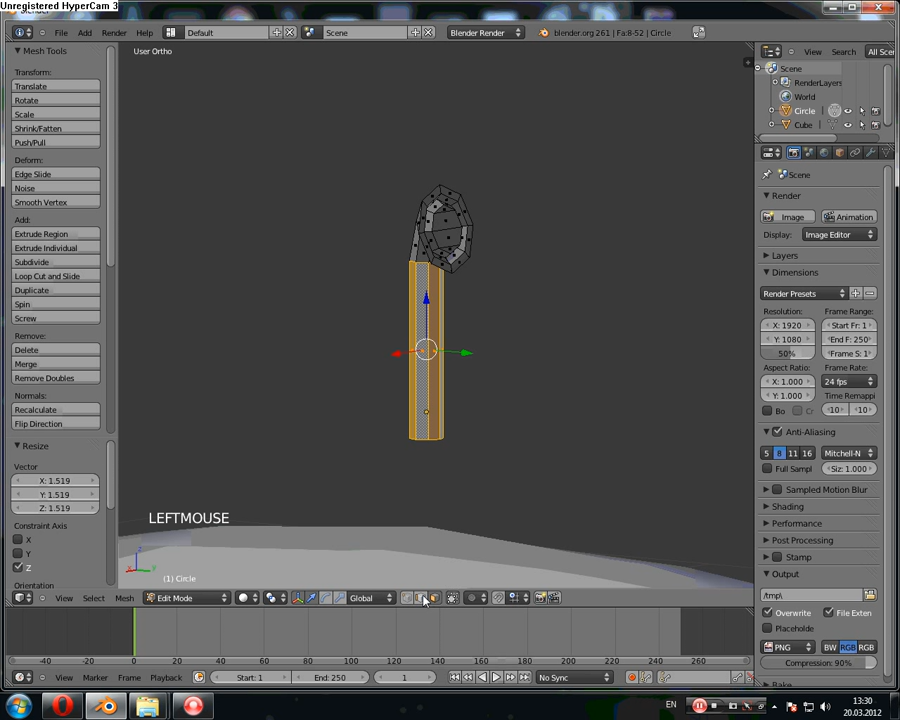 Unregistered HyperCam 3
File Add Render Help Default Scene Blender Render blender.org 261 | Fa:8-52 | Circle
Mesh Tools
User Ortho
View Search All Scen
Transform:
Translate
Rotate
Scale
Shrink/Fatten
Push/Pull
Deform:
Edge Slide
Noise
Smooth Vertex
Add:
Extrude Region
Extrude Individual
Subdivide
Loop Cut and Slide
Duplicate
Spin
Screw
Remove:
Delete
Merge
Remove Doubles
Normals:
Recalculate
Flip Direction
Resize
Vector
X: 1.519
Y: 1.519
Z: 1.519
Constraint Axis
X
Y
Z
Orientation
LEFTMOUSE
(1) Circle
Scene
RenderLayers
World
Circle
Cube
Scene
Render
Image Animation
Display: Image Editor
Layers
Dimensions
Render Presets
Resolution: Frame Range:
X: 1920 Start Fr: 1
Y: 1080 End F: 250
50% Frame S: 1
Aspect Ratio: Frame Rate:
X: 1.000 24 fps
Y: 1.000 Time Remappi
Bo Cr 10 10
Anti-Aliasing
5 8 11 16 Mitchell-N
Full Sampl Siz: 1.000
Sampled Motion Blur
Shading
Performance
Post Processing
Stamp
Output
/tmp\
Overwrite File Exten
Placeholde
PNG BW RGB RGB
Compression: 90%
View Select Mesh Edit Mode Global
-40 -20 0 20 40 60 80 100 120 140 160 180 200 220 240 260
View Marker Frame Playback Start: 1 End: 250 1 No Sync
EN 13:30
20.03.2012